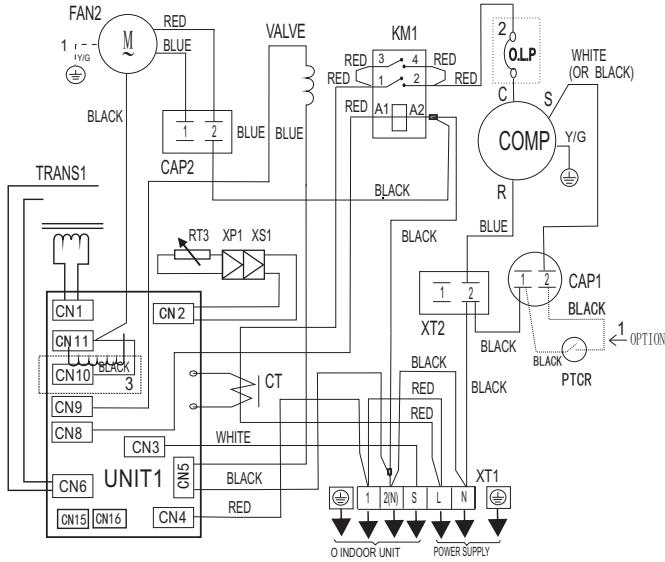 FAN2
RED
BLUE
M
1
Y/G
BLACK
1 2
CAP2
BLUE
VALVE
BLUE
KM1
RED
3 4
RED
RED
1 2
RED
RED
A1 A2
BLACK
BLACK
2
O.L.P
C
S
WHITE
(OR BLACK)
COMP
Y/G
R
BLUE
TRANS1
RT3
XP1
XS1
1 2
XT2
1 2
CAP1
BLACK
BLACK
BLACK
PTCR
1
OPTION
BLACK
CN1
CN2
CN11
CN10
BLACK
3
CT
CN9
CN8
CN3
WHITE
CN5
UNIT1
CN6
BLACK
CN15
CN16
CN4
RED
BLACK
RED
RED
XT1
1 2(N) S L N
O INDOOR UNIT
POWER SUPPLY